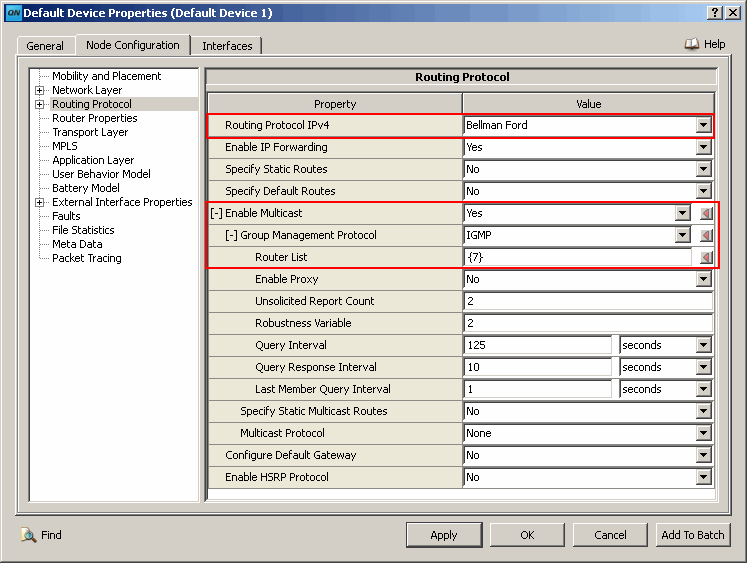 QN Default Device Properties (Default Device 1)
General Node Configuration Interfaces Help
Mobility and Placement
Network Layer
Routing Protocol
Router Properties
Transport Layer
MPLS
Application Layer
User Behavior Model
Battery Model
External Interface Properties
Faults
File Statistics
Meta Data
Packet Tracing
Routing Protocol
Property Value
Routing Protocol IPv4 Bellman Ford
Enable IP Forwarding Yes
Specify Static Routes No
Specify Default Routes No
[-] Enable Multicast Yes
[-] Group Management Protocol IGMP
Router List {7}
Enable Proxy No
Unsolicited Report Count 2
Robustness Variable 2
Query Interval 125 seconds
Query Response Interval 10 seconds
Last Member Query Interval 1 seconds
Specify Static Multicast Routes No
Multicast Protocol None
Configure Default Gateway No
Enable HSRP Protocol No
Find Apply OK Cancel Add To Batch